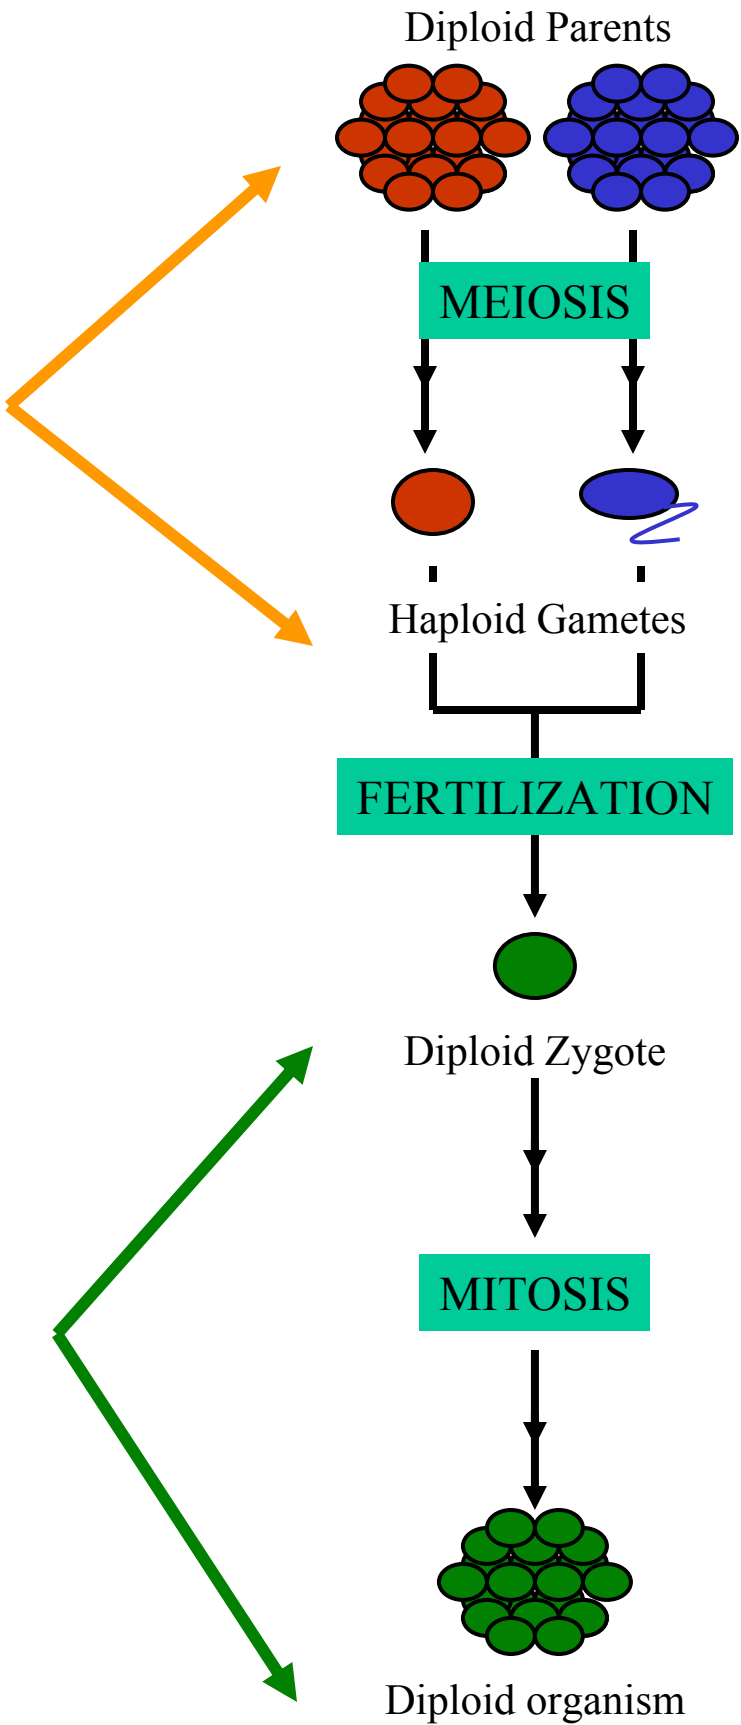 Diploid Parents
MEIOSIS
Haploid Gametes
FERTILIZATION
Diploid Zygote
MITOSIS
Diploid organism